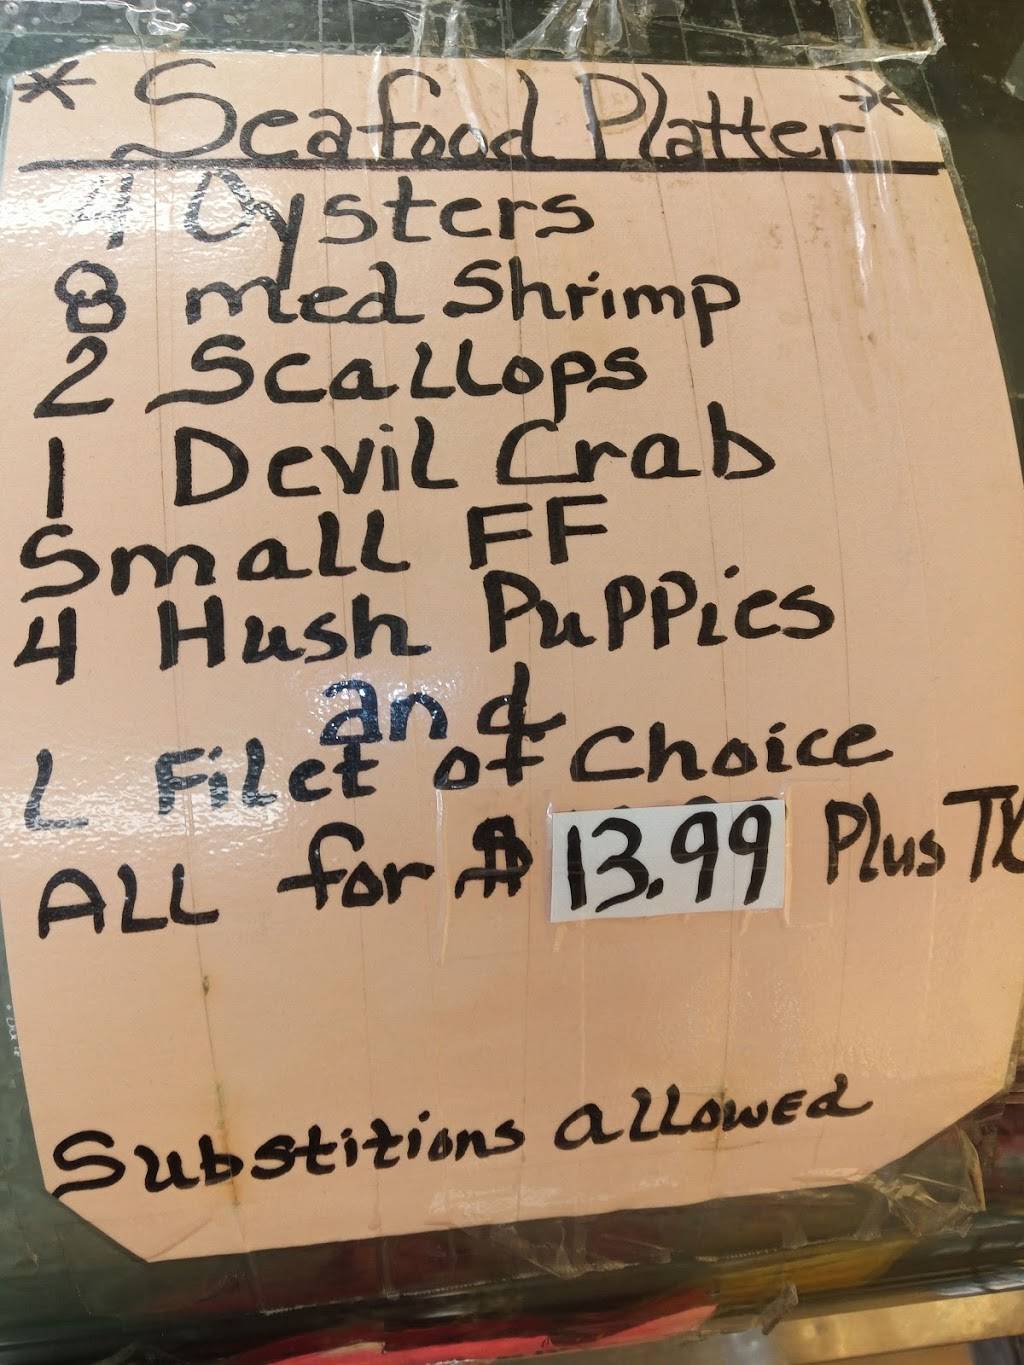 * Seafood Platter *
4 Oysters
8 med Shrimp
2 Scallops
1 Devil Crab
Small FF
4 Hush Puppies
and
1 Filet of Choice
ALL for $ 13.99 Plus TX
Substitions allowed